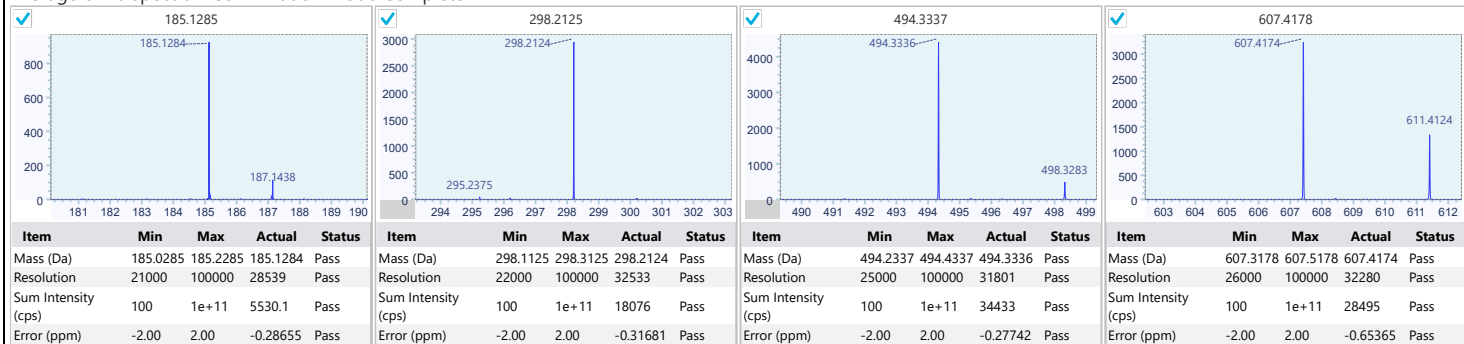 185.1285
185.1284
187.1438
800
600
400
200
0
181 182 183 184 185 186 187 188 189 190
Item Min Max Actual Status
Mass (Da) 185.0285 185.2285 185.1284 Pass
Resolution 21000 100000 28539 Pass
Sum Intensity (cps) 100 1e+11 5530.1 Pass
Error (ppm) -2.00 2.00 -0.28655 Pass
298.2125
298.2124
295.2375
3000
2500
2000
1500
1000
500
0
294 295 296 297 298 299 300 301 302 303
Item Min Max Actual Status
Mass (Da) 298.1125 298.3125 298.2124 Pass
Resolution 22000 100000 32533 Pass
Sum Intensity (cps) 100 1e+11 18076 Pass
Error (ppm) -2.00 2.00 -0.31681 Pass
494.3337
494.3336
498.3283
4000
3000
2000
1000
0
490 491 492 493 494 495 496 497 498 499
Item Min Max Actual Status
Mass (Da) 494.2337 494.4337 494.3336 Pass
Resolution 25000 100000 31801 Pass
Sum Intensity (cps) 100 1e+11 34433 Pass
Error (ppm) -2.00 2.00 -0.27742 Pass
607.4178
607.4174
611.4124
3000
2500
2000
1500
1000
500
0
603 604 605 606 607 608 609 610 611 612
Item Min Max Actual Status
Mass (Da) 607.3178 607.5178 607.4174 Pass
Resolution 26000 100000 32280 Pass
Sum Intensity (cps) 100 1e+11 28495 Pass
Error (ppm) -2.00 2.00 -0.65365 Pass